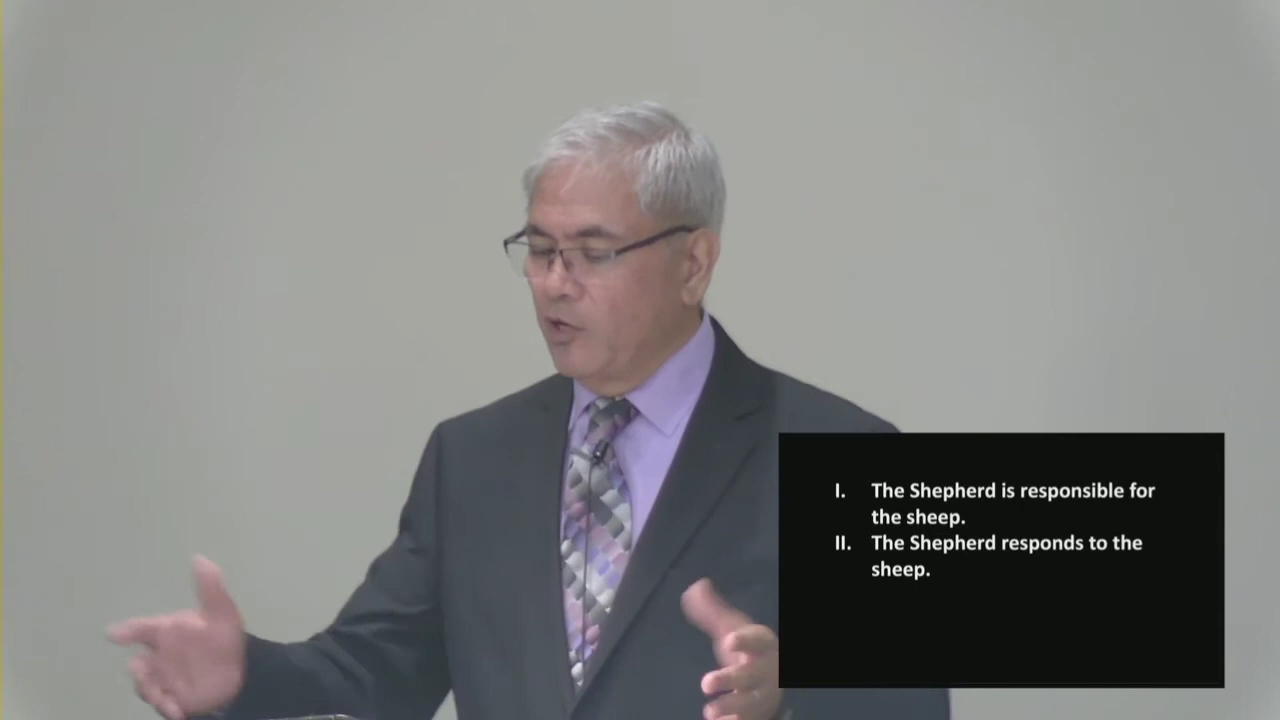 I. The Shepherd is responsible for
the sheep.
II. The Shepherd responds to the
sheep.